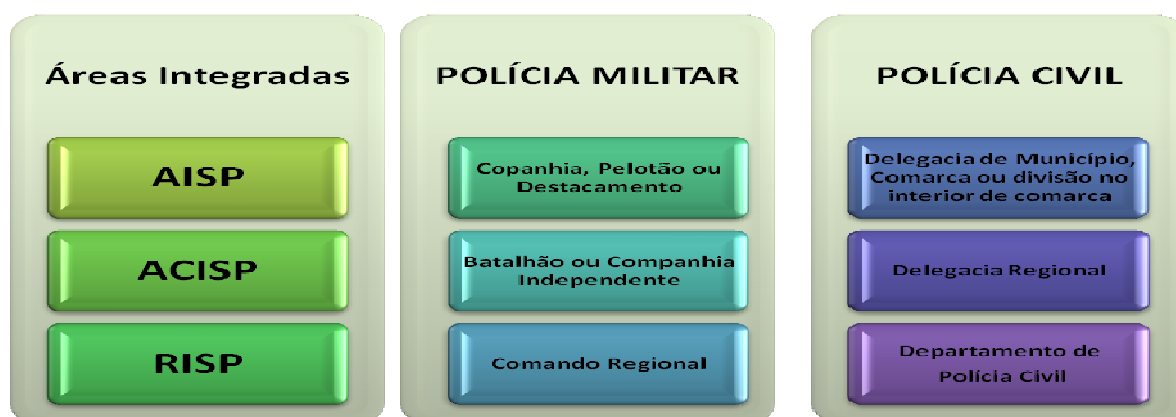 Áreas Integradas
AISP
ACISP
RISP
POLÍCIA MILITAR
Copanhia, Pelotão ou
Destacamento
Batalhão ou Companhia
Independente
Comando Regional
POLÍCIA CIVIL
Delegacia de Município,
Comarca ou divisão no
interior de comarca
Delegacia Regional
Departamento de
Polícia Civil